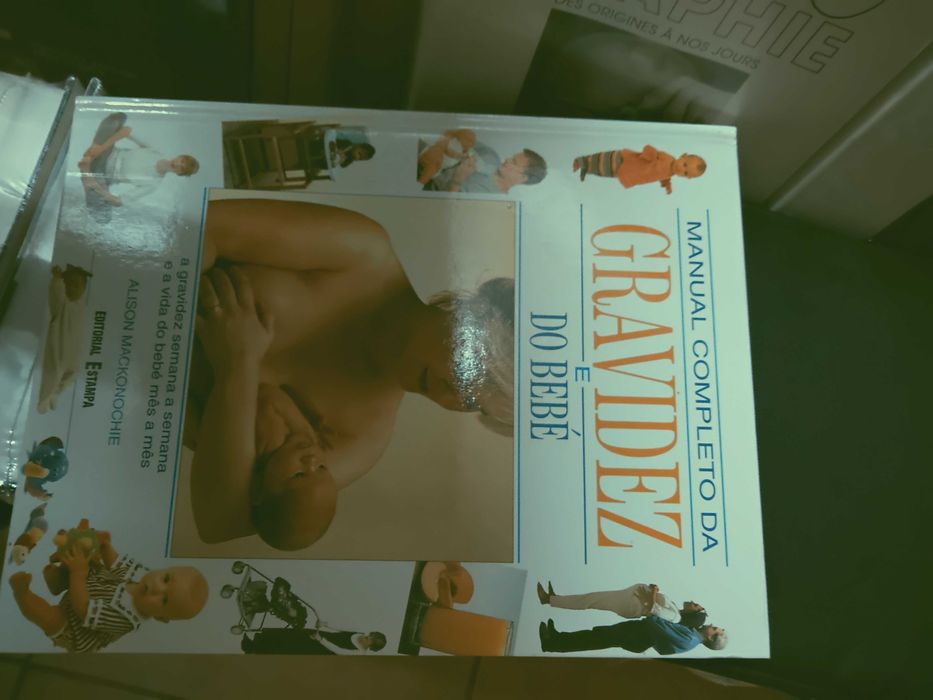 MANUAL COMPLETO DA
GRAVIDEZ
E
DO BEBÉ
a gravidez semana a semana
e a vida do bebé mês a mês
ALISON MACKONOCHIE
EDITORIAL ESTAMPA
DES ORIGINES À NOS JOURS